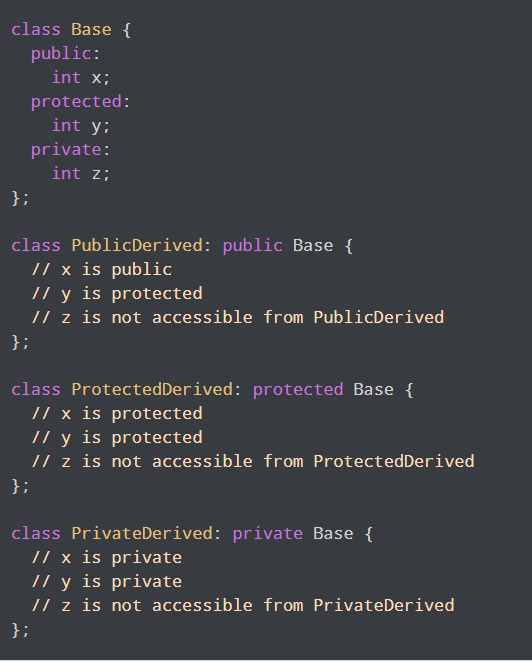 class Base {
  public:
    int x;
  protected:
    int y;
  private:
    int z;
};

class PublicDerived: public Base {
  // x is public
  // y is protected
  // z is not accessible from PublicDerived
};

class ProtectedDerived: protected Base {
  // x is protected
  // y is protected
  // z is not accessible from ProtectedDerived
};

class PrivateDerived: private Base {
  // x is private
  // y is private
  // z is not accessible from PrivateDerived
};